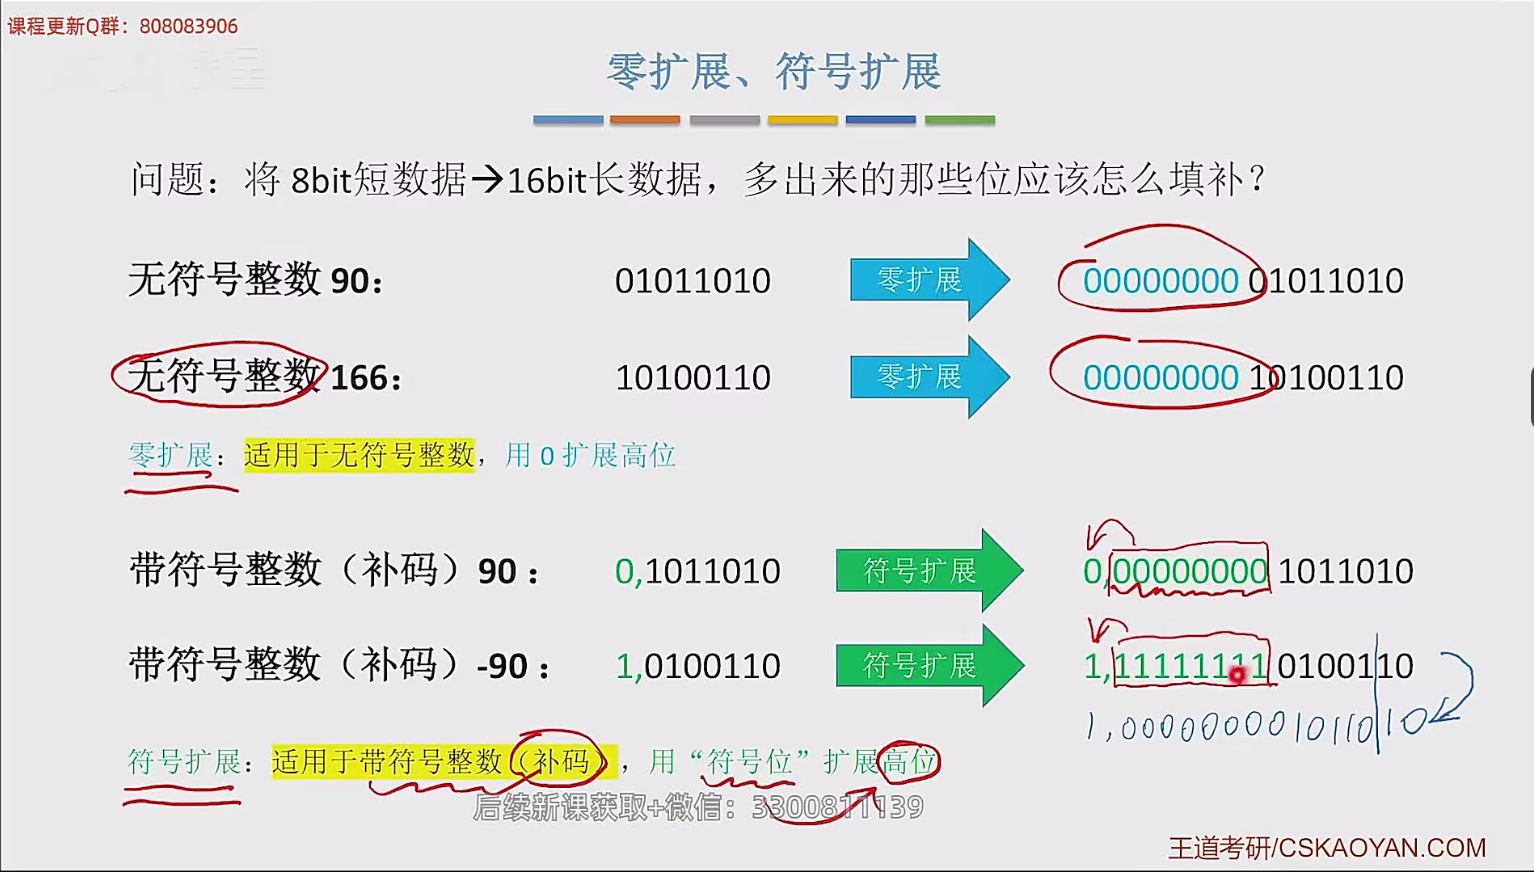 课程更新Q群：808083906
零扩展、符号扩展
问题：将 8bit短数据→16bit长数据，多出来的那些位应该怎么填补？
无符号整数 90： 01011010 零扩展 00000000 01011010
无符号整数 166： 10100110 零扩展 00000000 10100110
零扩展：适用于无符号整数，用 0 扩展高位
带符号整数（补码）90 ： 0,1011010 符号扩展 0,00000000 1011010
带符号整数（补码）-90 ： 1,0100110 符号扩展 1,11111111 0100110
1,000000001011010
符号扩展：适用于带符号整数（补码），用“符号位”扩展高位
后续新课获取+微信：3300811139
王道考研/CSKAOYAN.COM